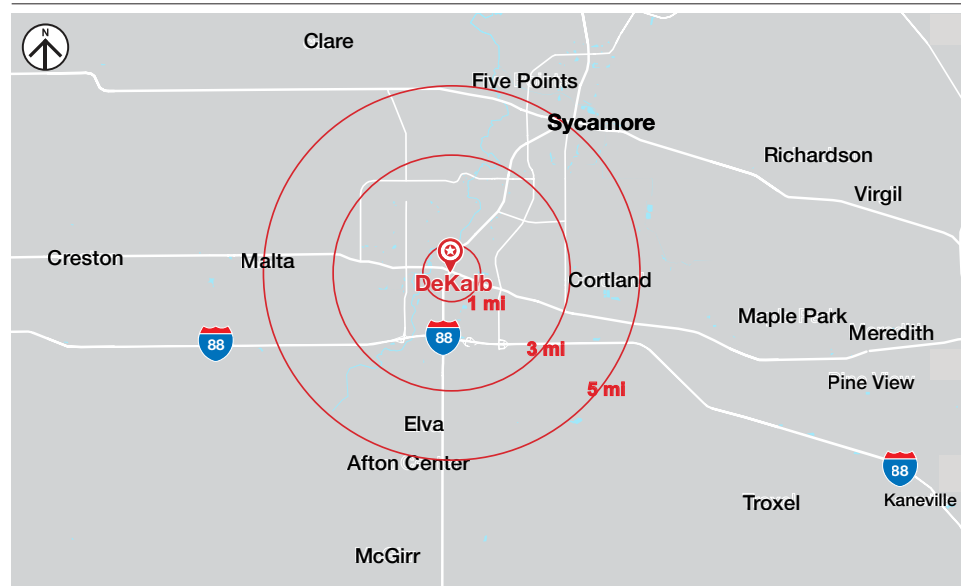 N
Clare
Five Points
Sycamore
Richardson
Virgil
Creston
Malta
DeKalb
Cortland
1 mi
Maple Park
Meredith
88
88
3 mi
Pine View
5 mi
Elva
Afton Center
88
Troxel
Kaneville
McGirr